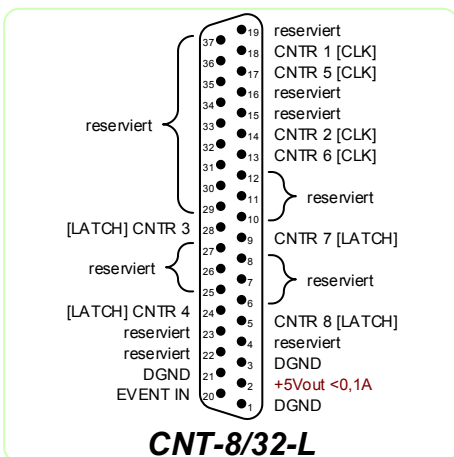 19 reserviert
37
18 CNTR 1 [CLK]
36
17 CNTR 5 [CLK]
35
16 reserviert
34
15 reserviert
reserviert
33
14 CNTR 2 [CLK]
32
13 CNTR 6 [CLK]
31
12
30
11 reserviert
29
10
[LATCH] CNTR 3 28
9 CNTR 7 [LATCH]
27
8
reserviert 26
7 reserviert
25
6
[LATCH] CNTR 4 24
5 CNTR 8 [LATCH]
reserviert 23
4 reserviert
reserviert 22
3 DGND
DGND 21
2 +5Vout <0,1A
EVENT IN 20
1 DGND
CNT-8/32-L